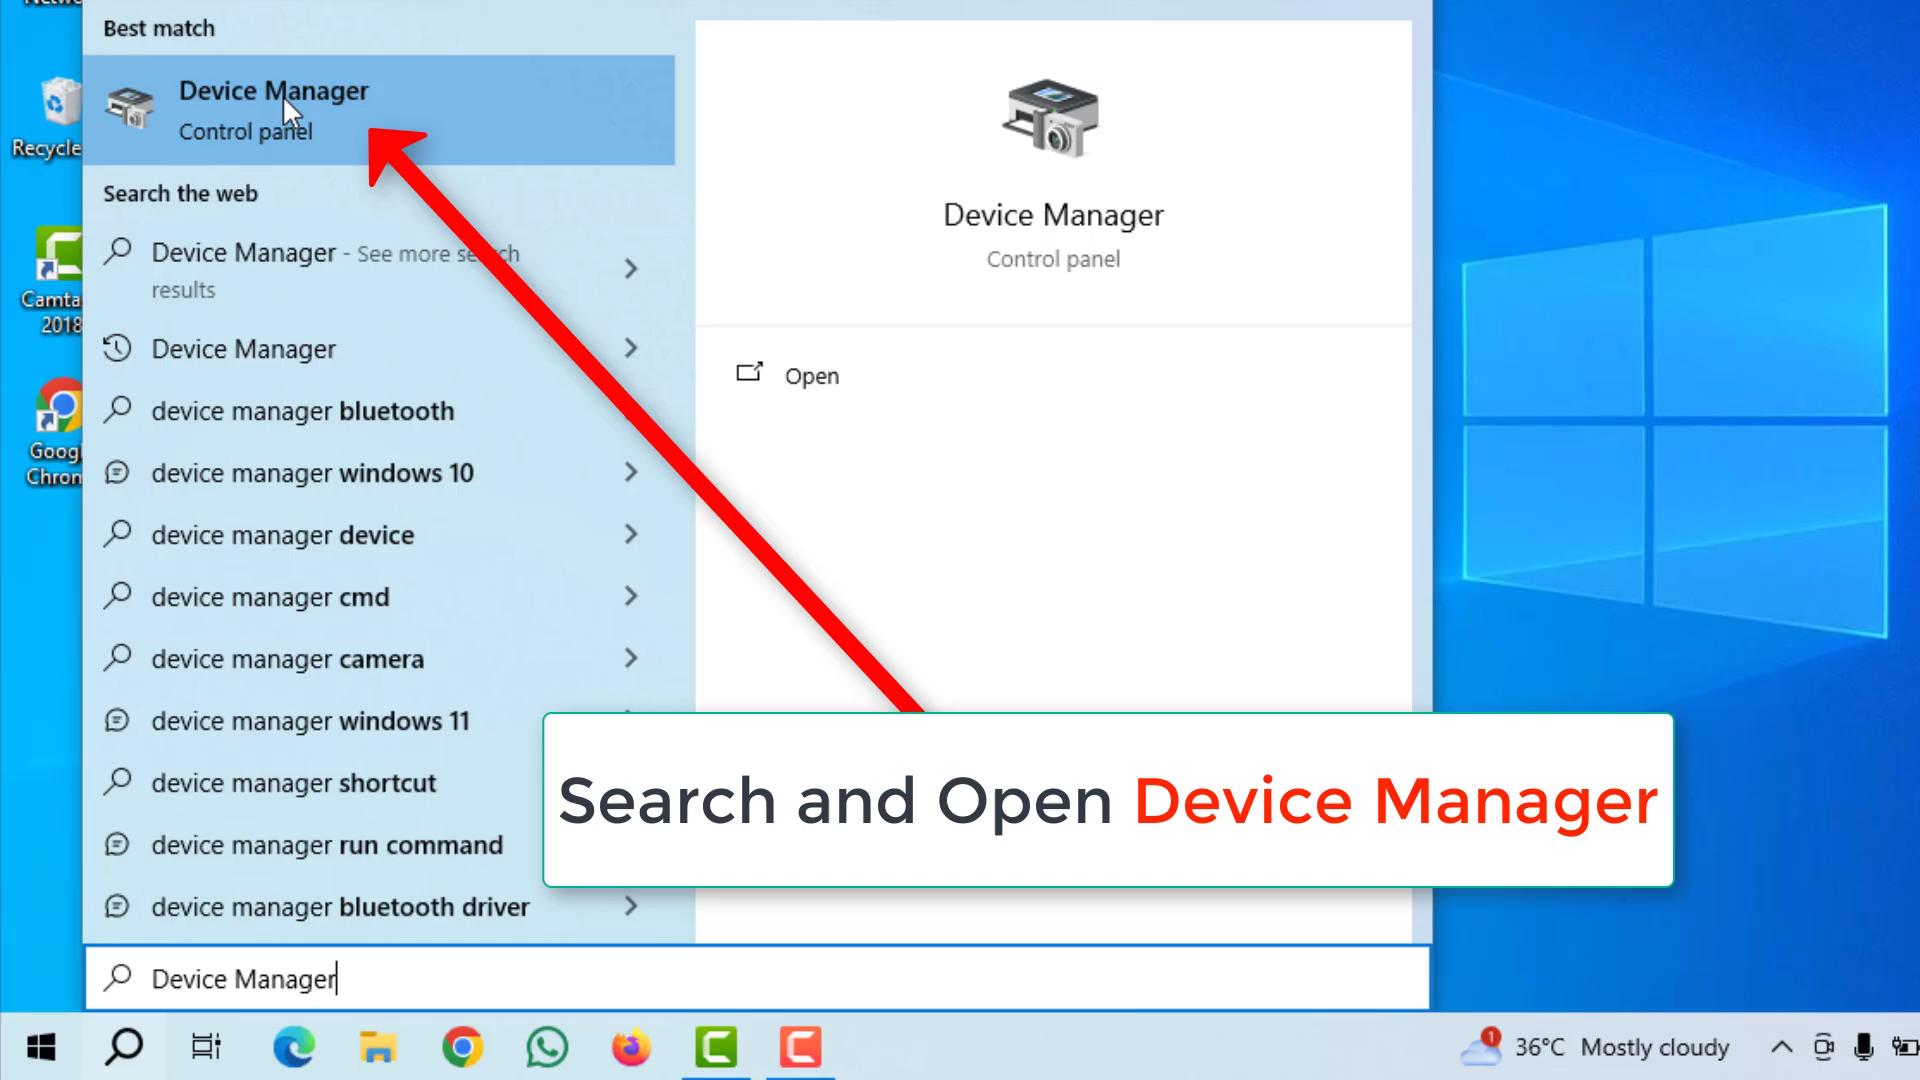 Best match
Device Manager
Control panel
Recycle
Search the web
Device Manager - See more search
results
Camta
2018
Device Manager
Googl
Chrom
device manager bluetooth
device manager windows 10
device manager device
device manager cmd
device manager camera
device manager windows 11
device manager shortcut
device manager run command
device manager bluetooth driver
Device Manager
Control panel
Open
Search and Open Device Manager
Device Manager
1
36°C Mostly cloudy